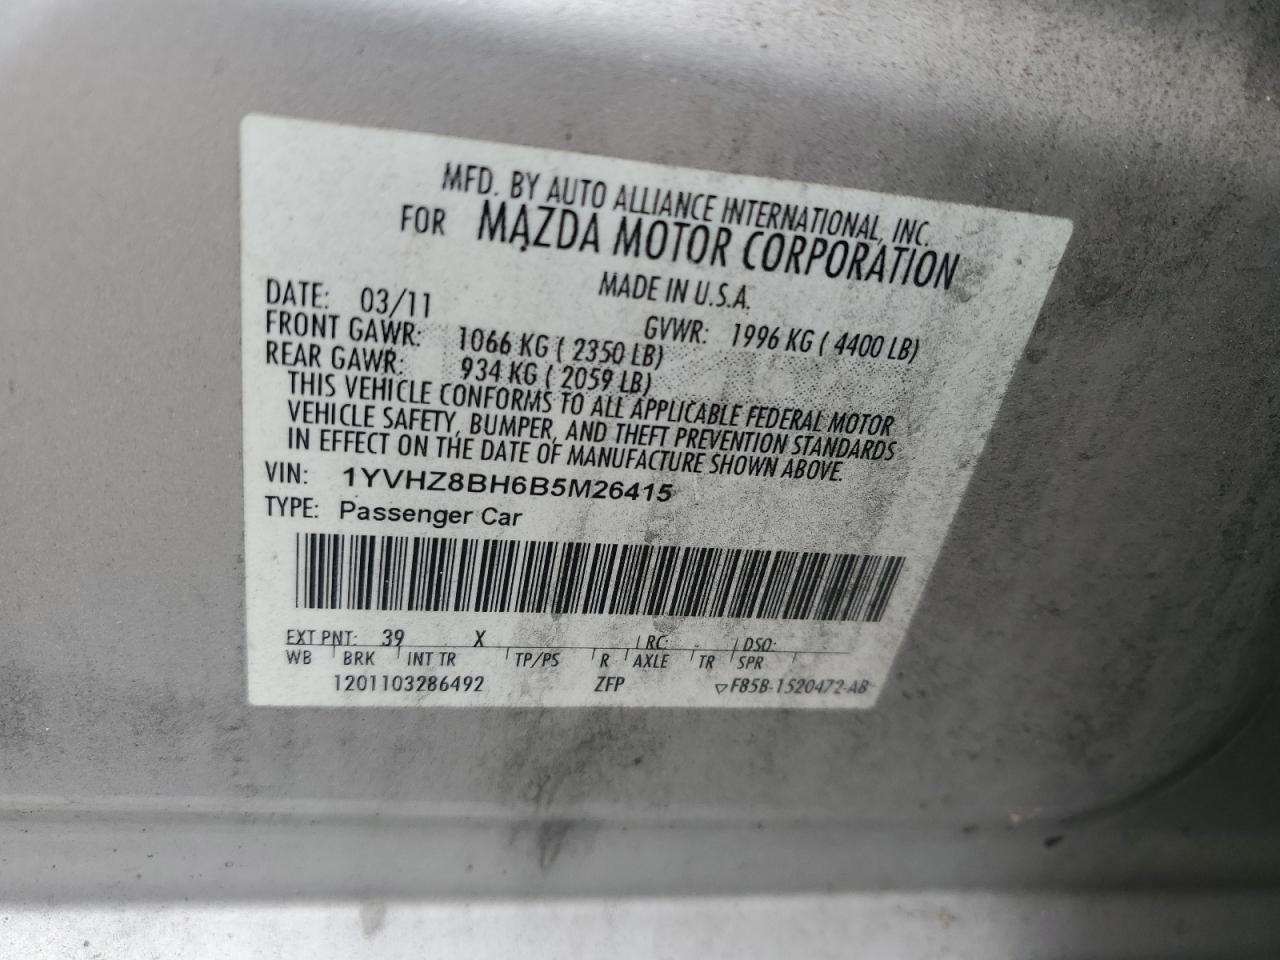 MFD. BY AUTO ALLIANCE INTERNATIONAL, INC.
FOR MAZDA MOTOR CORPORATION
MADE IN U.S.A.
DATE: 03/11 GVWR: 1996 KG ( 4400 LB)
FRONT GAWR: 1066 KG ( 2350 LB)
REAR GAWR: 934 KG ( 2059 LB)
THIS VEHICLE CONFORMS TO ALL APPLICABLE FEDERAL MOTOR
VEHICLE SAFETY, BUMPER, AND THEFT PREVENTION STANDARDS
IN EFFECT ON THE DATE OF MANUFACTURE SHOWN ABOVE.
VIN: 1YVHZ8BH6B5M26415
TYPE: Passenger Car
EXT PNT: 39 X RC: DSO:
WB BRK INT TR TP/PS R AXLE TR SPR
1201103286492 ZFP ▽F85B-1520472-AB